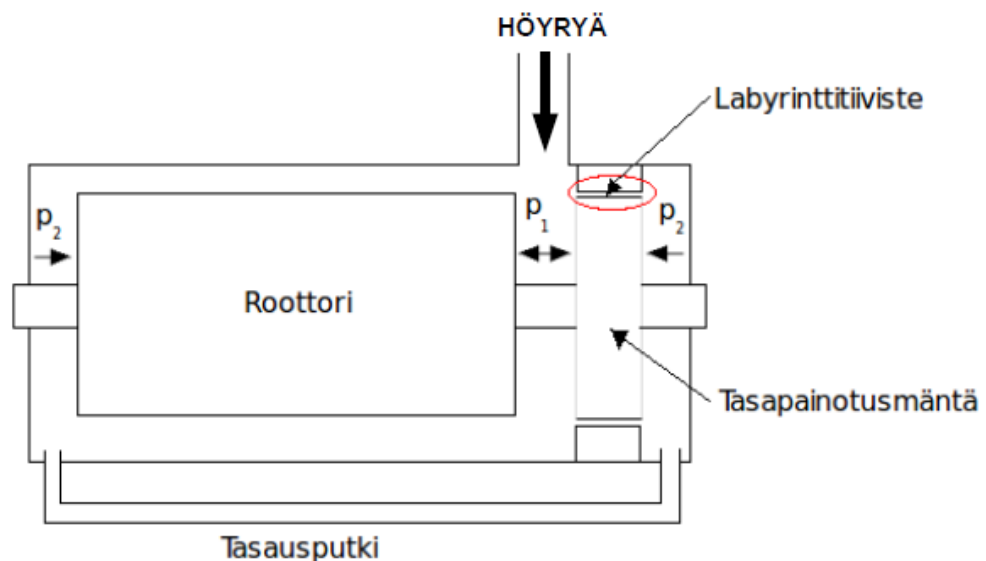 HÖYRYÄ
Labyrinttitiiviste
p₂
p₁
p₂
Roottori
Tasapainotusmäntä
Tasausputki